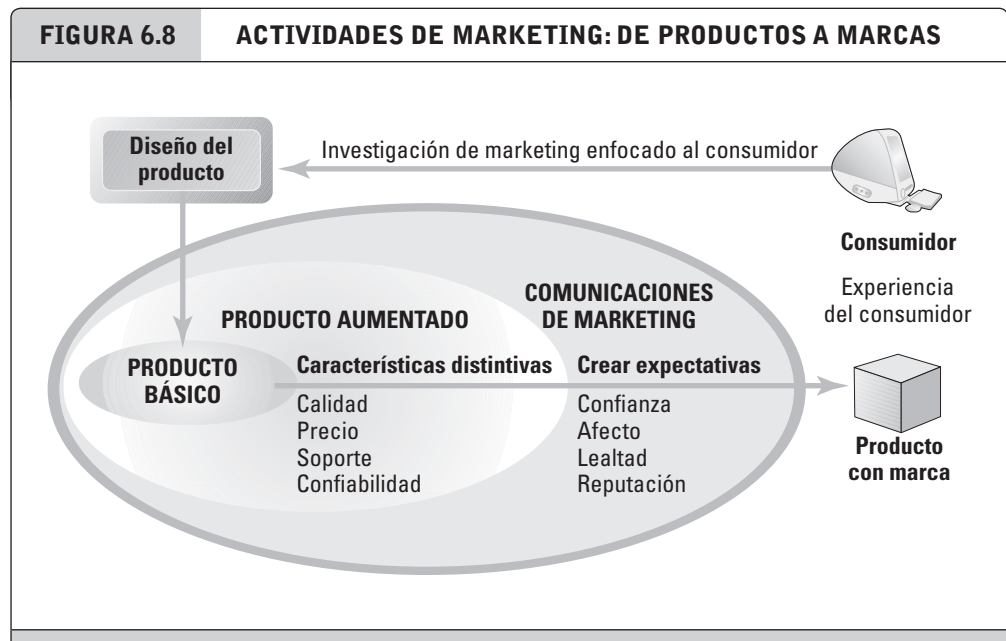 FIGURA 6.8
ACTIVIDADES DE MARKETING: DE PRODUCTOS A MARCAS
Diseño del
producto
Investigación de marketing enfocado al consumidor
Consumidor
Experiencia
del consumidor
PRODUCTO AUMENTADO
COMUNICACIONES
DE MARKETING
PRODUCTO
BÁSICO
Características distintivas
Calidad
Precio
Soporte
Confiabilidad
Crear expectativas
Confianza
Afecto
Lealtad
Reputación
Producto
con marca